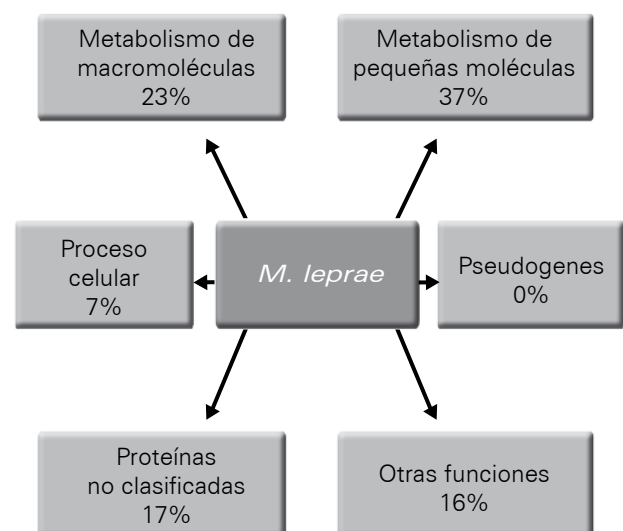 Metabolismo de
macromoléculas
23%
Metabolismo de
pequeñas moléculas
37%
Proceso
celular
7%
M. leprae
Pseudogenes
0%
Proteínas
no clasificadas
17%
Otras funciones
16%